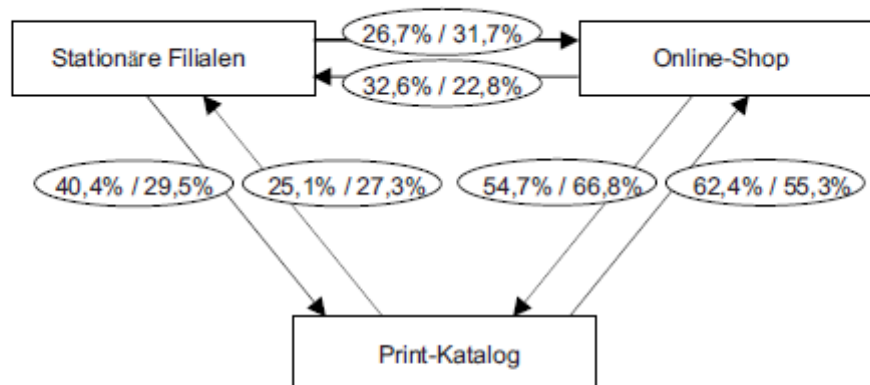 26,7% / 31,7%
Stationäre Filialen
Online-Shop
32,6% / 22,8%
40,4% / 29,5%
25,1% / 27,3%
54,7% / 66,8%
62,4% / 55,3%
Print-Katalog